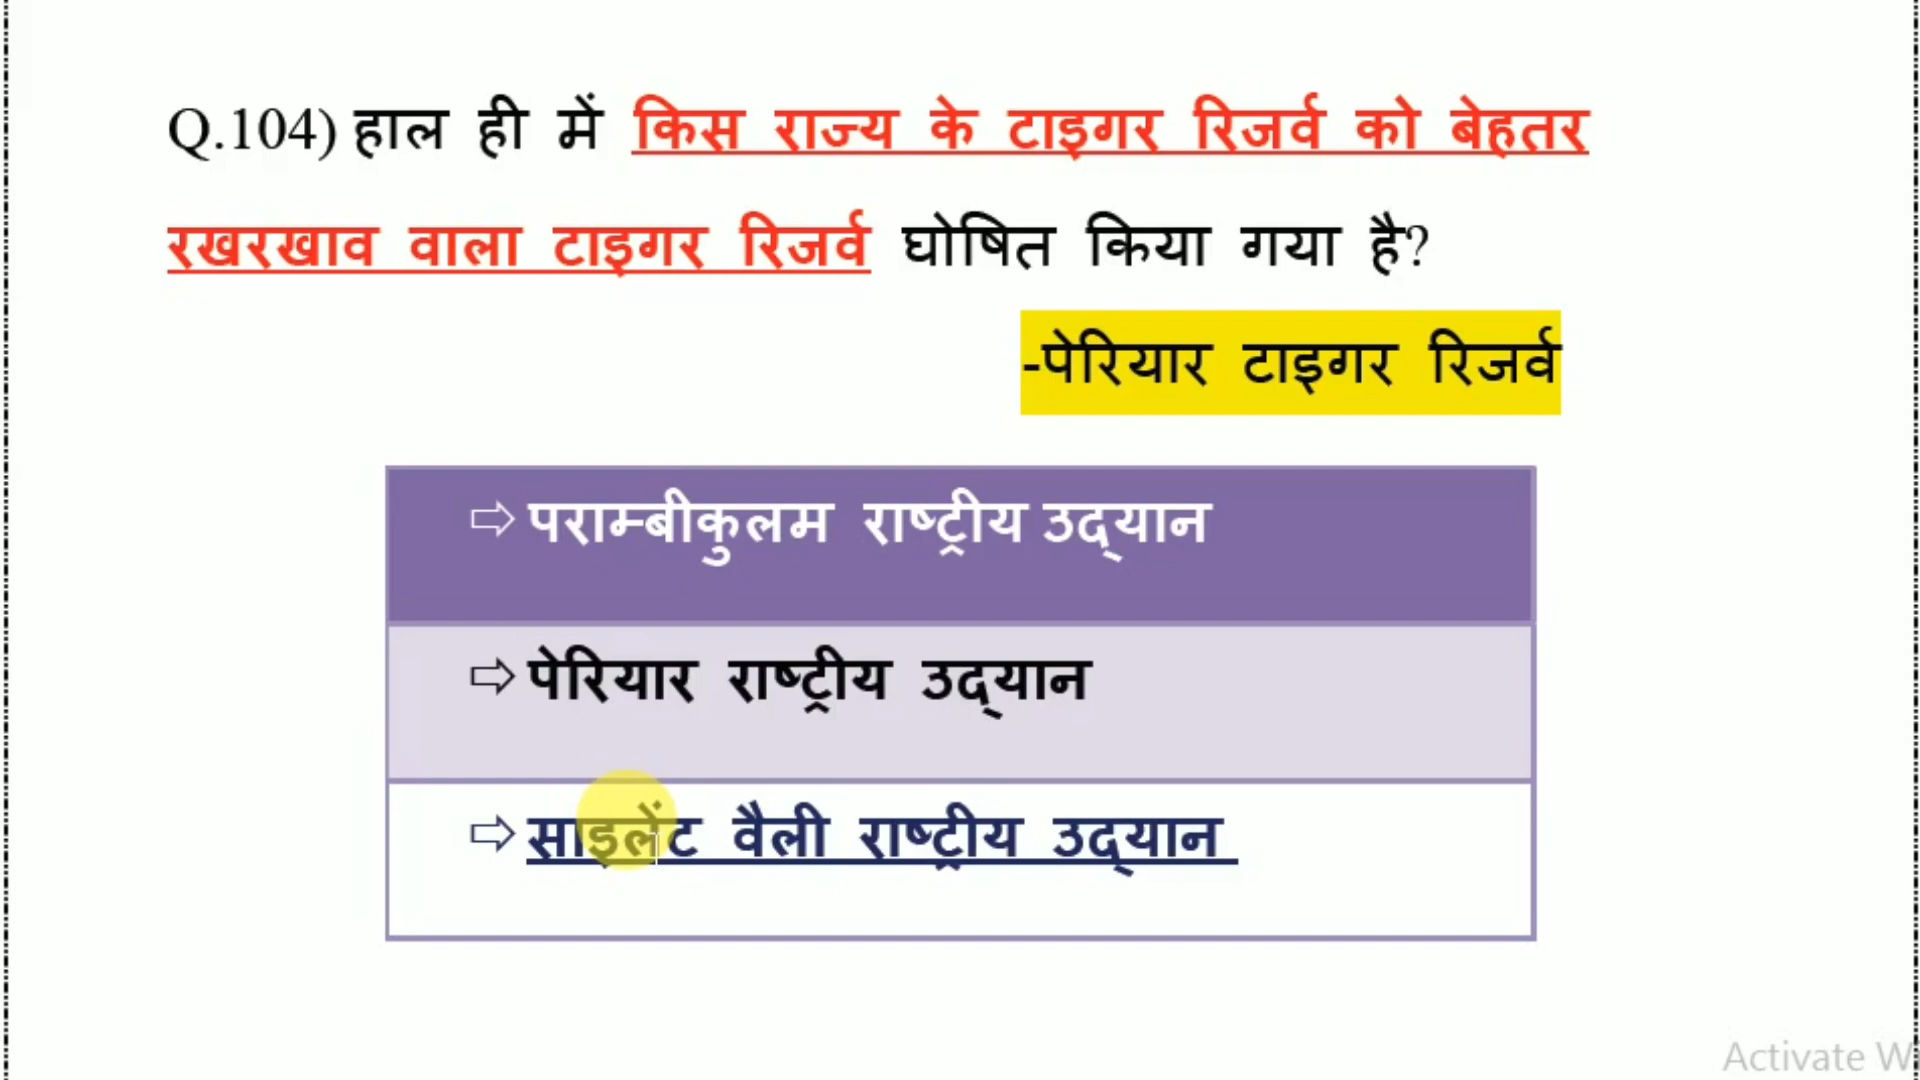 Q.104) हाल ही में किस राज्य के टाइगर रिजर्व को बेहतर
रखरखाव वाला टाइगर रिजर्व घोषित किया गया है?
-पेरियार टाइगर रिजर्व
⇨ पराम्बीकुलम राष्ट्रीय उद्यान
⇨ पेरियार राष्ट्रीय उद्यान
⇨ साइलेंट वैली राष्ट्रीय उद्यान
Activate W